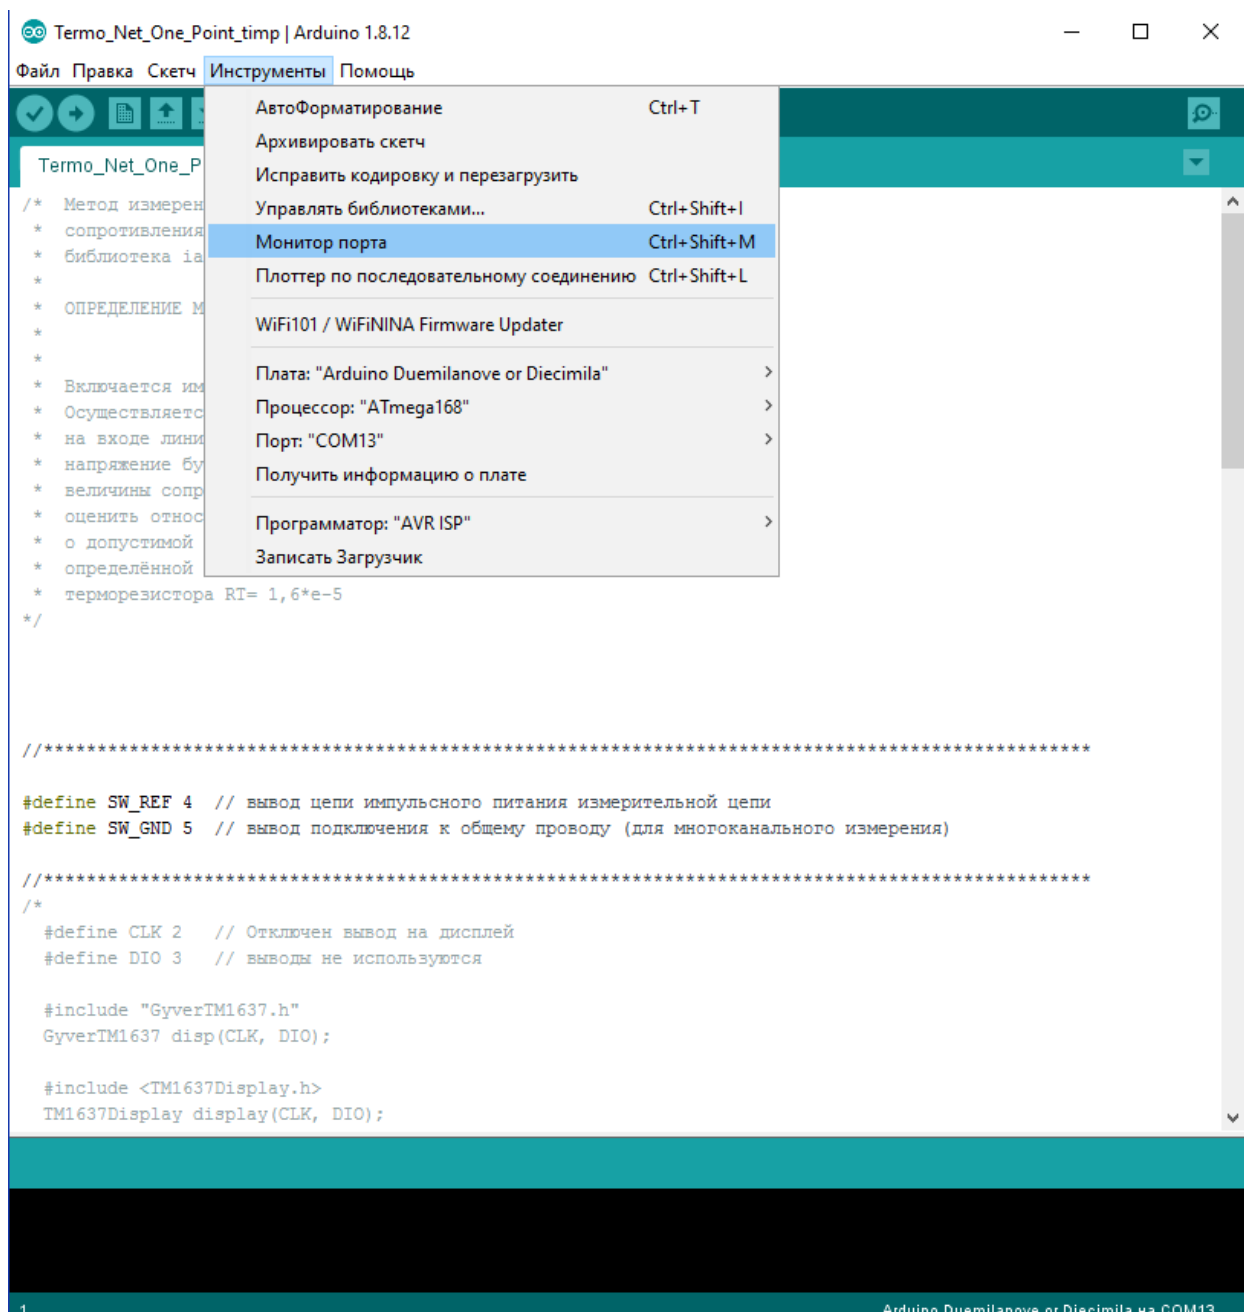 Termo_Net_One_Point_timp | Arduino 1.8.12
Файл Правка Скетч Инструменты Помощь
АвтоФорматирование Ctrl+T
Архивировать скетч
Исправить кодировку и перезагрузить
Управлять библиотеками... Ctrl+Shift+I
Монитор порта Ctrl+Shift+M
Плоттер по последовательному соединению Ctrl+Shift+L
WiFi101 / WiFiNINA Firmware Updater
Плата: "Arduino Duemilanove or Diecimila"
Процессор: "ATmega168"
Порт: "COM13"
Получить информацию о плате
Программатор: "AVR ISP"
Записать Загрузчик
Termo_Net_One_P
/* Метод измерен
* сопротивления
* библиотека ia
*
* ОПРЕДЕЛЕНИЕ М
*
*
* Включается им
* Осуществляетс
* на входе лини
* напряжение бу
* величины сопр
* оценить относ
* о допустимой
* определённой
* терморезистора RT= 1,6*e-5
*/
//**************************************************************************************************
#define SW_REF 4 // вывод цепи импульсного питания измерительной цепи
#define SW_GND 5 // вывод подключения к общему проводу (для многоканального измерения)
//**************************************************************************************************
/*
#define CLK 2 // Отключен вывод на дисплей
#define DIO 3 // выводы не используются
#include "GyverTM1637.h"
GyverTM1637 disp(CLK, DIO);
#include <TM1637Display.h>
TM1637Display display(CLK, DIO);
1 Arduino Duemilanove or Diecimila на COM13